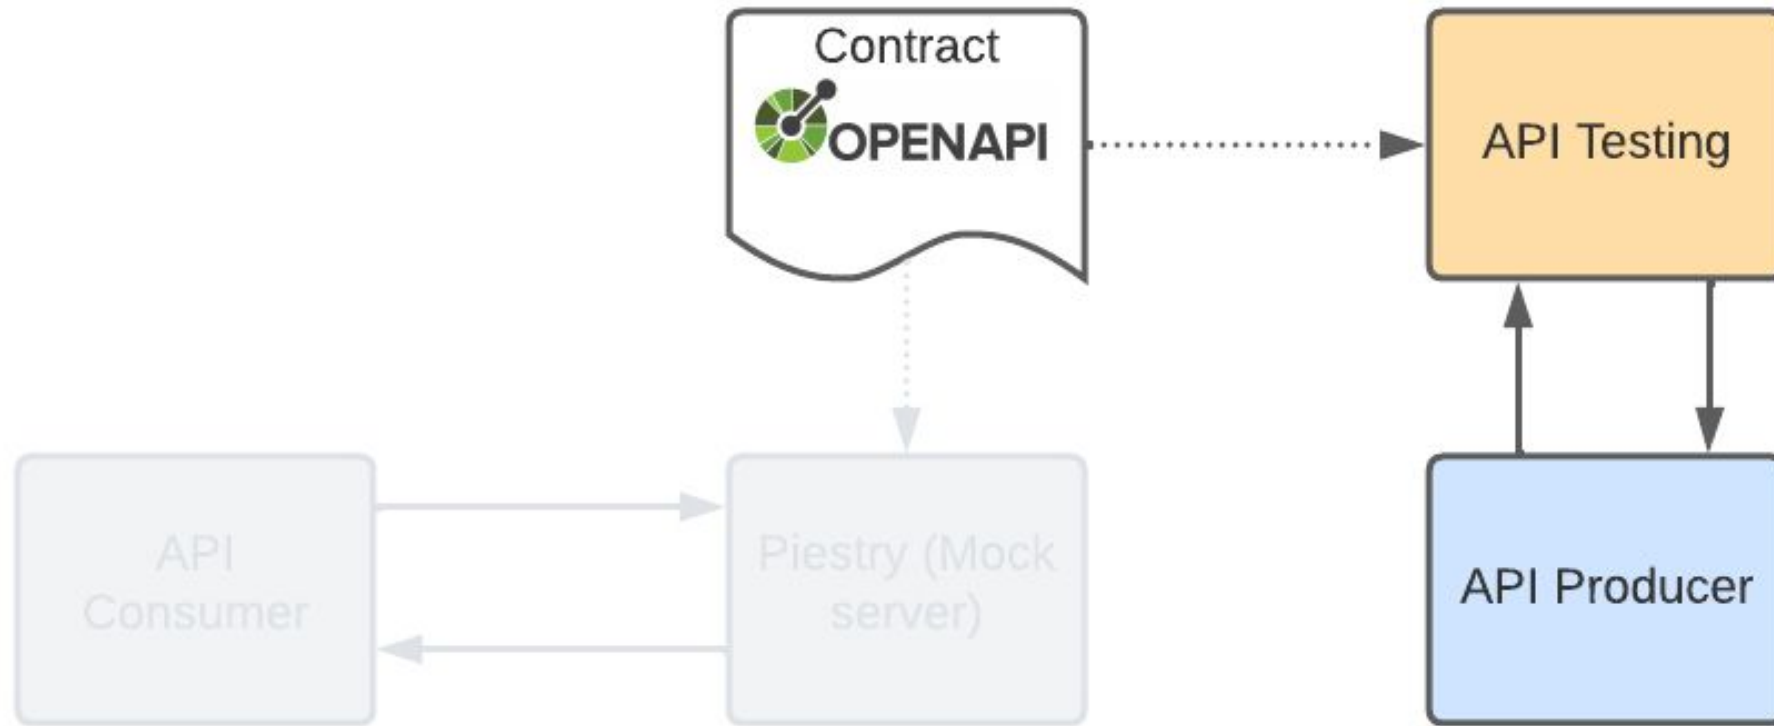 Contract
OPENAPI
API Testing
API
Consumer
Piestry (Mock
server)
API Producer